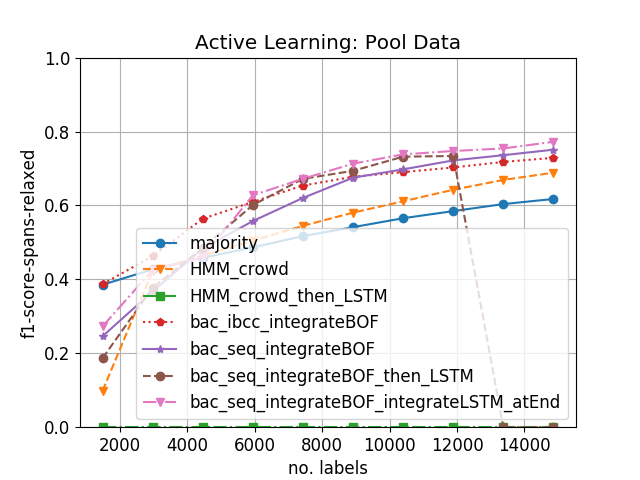 Active Learning: Pool Data
f1-score-spans-relaxed
1.0
0.8
0.6
0.4
0.2
0.0
majority
HMM_crowd
HMM_crowd_then_LSTM
bac_ibcc_integrateBOF
bac_seq_integrateBOF
bac_seq_integrateBOF_then_LSTM
bac_seq_integrateBOF_integrateLSTM_atEnd
2000 4000 6000 8000 10000 12000 14000
no. labels